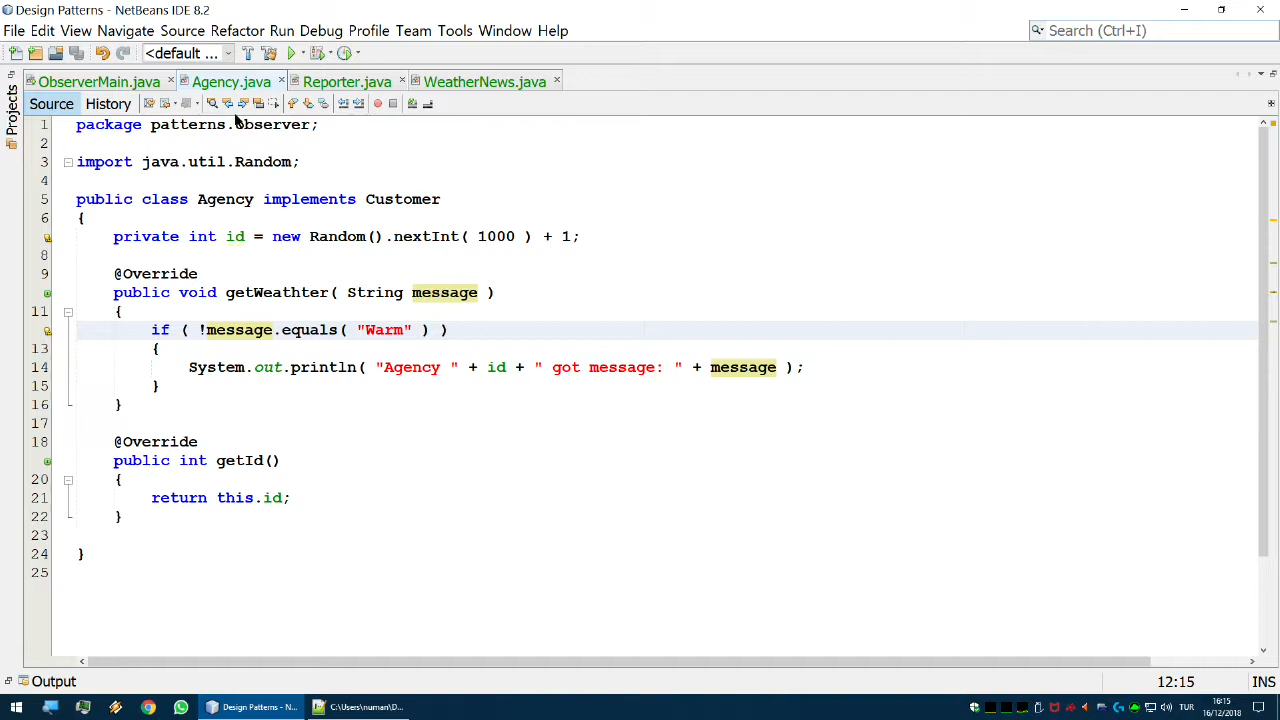 Design Patterns - NetBeans IDE 8.2
File Edit View Navigate Source Refactor Run Debug Profile Team Tools Window Help
Search (Ctrl+I)
<default ...
ObserverMain.java Agency.java Reporter.java WeatherNews.java
Projects
Source History
1 package patterns.observer;
2
3 import java.util.Random;
4
5 public class Agency implements Customer
6 {
private int id = new Random().nextInt( 1000 ) + 1;
8
9 @Override
public void getWeathter( String message )
11 {
if ( !message.equals( "Warm" ) )
13 {
14 System.out.println( "Agency " + id + " got message: " + message );
15 }
16 }
17
18 @Override
public int getId()
20 {
21 return this.id;
22 }
23
24 }
25
Output
12:15 INS
Design Patterns - N... C:\Users\numan\D... TUR 16:15
16/12/2018